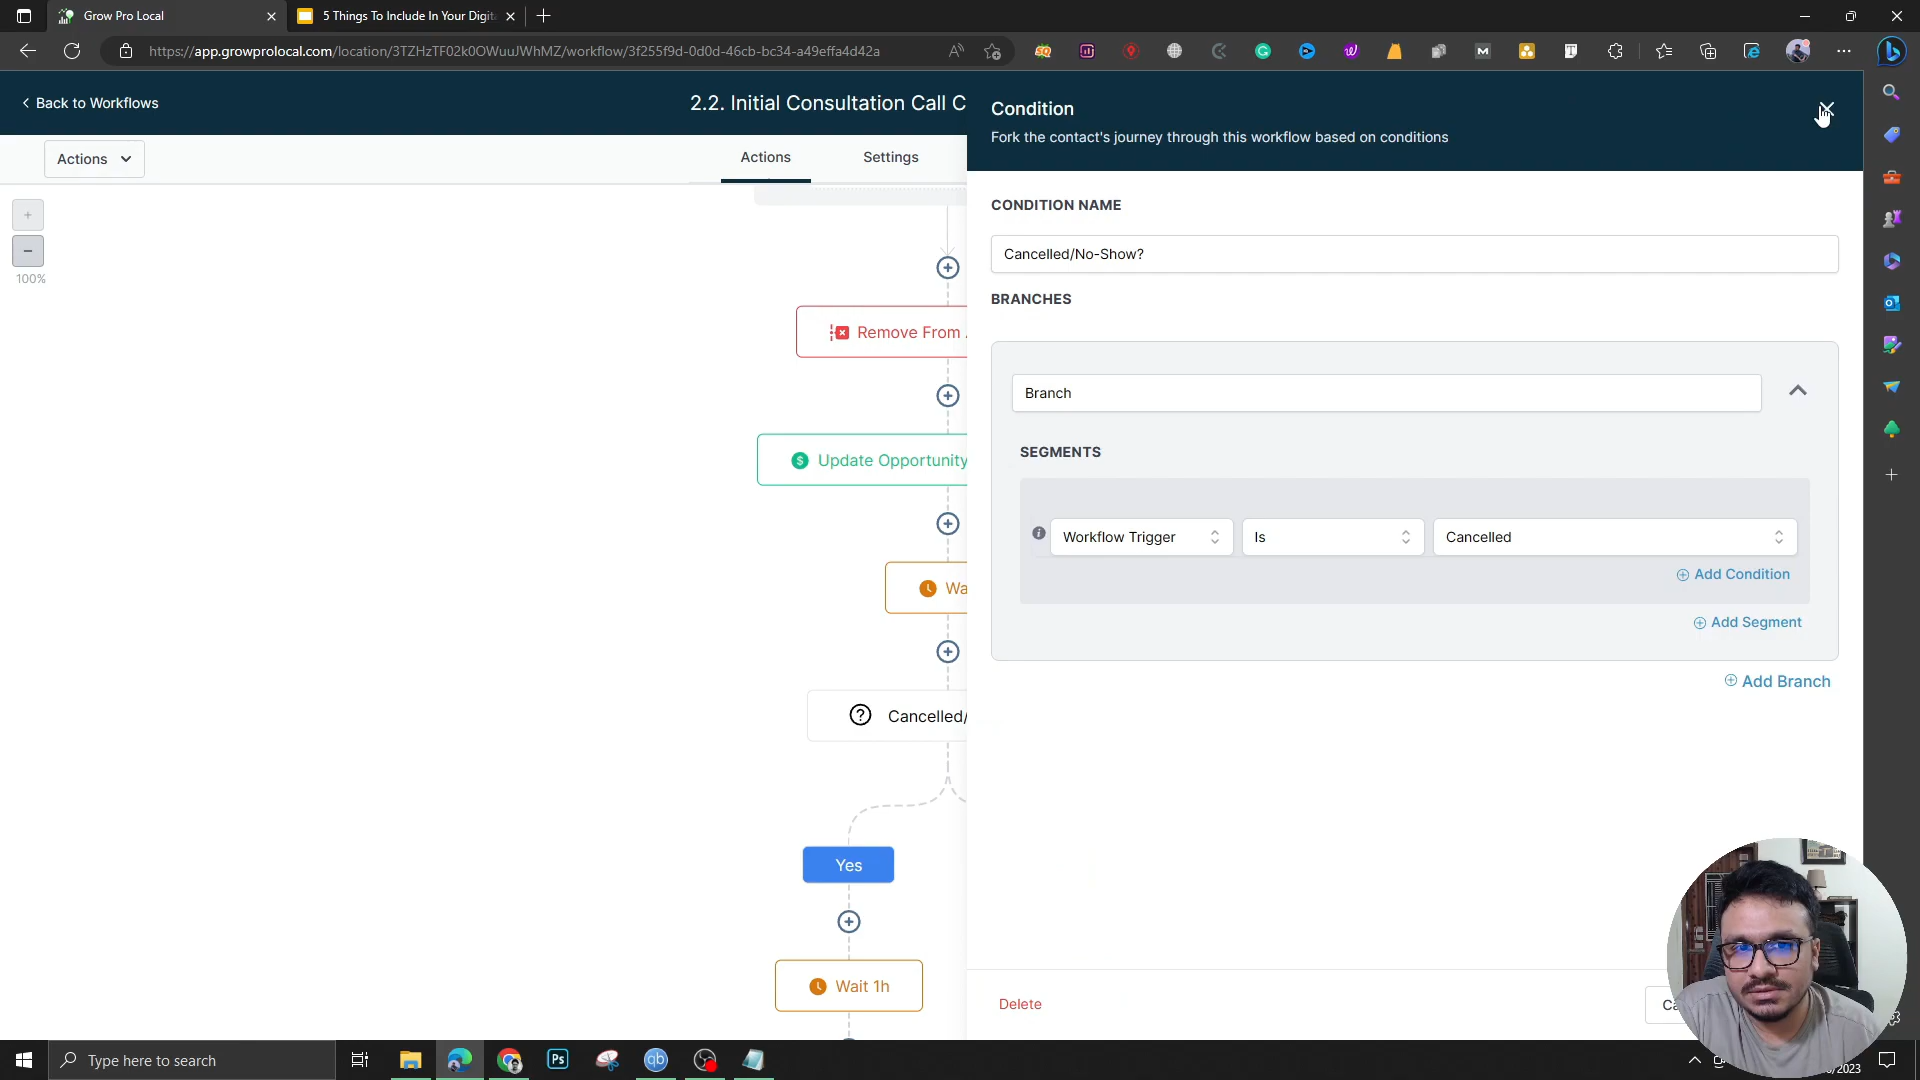 Grow Pro Local
5 Things To Include In Your Digit
https://app.growprolocal.com/location/3TZHzTF02k0OWuuJWhMZ/workflow/3f255f9d-0d0d-46cb-bc34-a49effa4d42a
Back to Workflows
2.2. Initial Consultation Call C
Actions
Actions
Settings
100%
Remove From
Update Opportunity
Wa
Cancelled/
Yes
Wait 1h
Condition
Fork the contact's journey through this workflow based on conditions
CONDITION NAME
Cancelled/No-Show?
BRANCHES
Branch
SEGMENTS
Workflow Trigger
Is
Cancelled
Add Condition
Add Segment
Add Branch
Delete
Ca
Type here to search
/2023